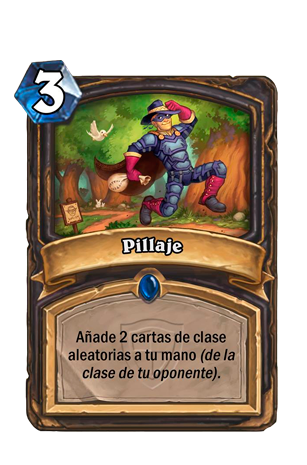 3
Pillaje
Añade 2 cartas de clase
aleatorias a tu mano (de la
clase de tu oponente).